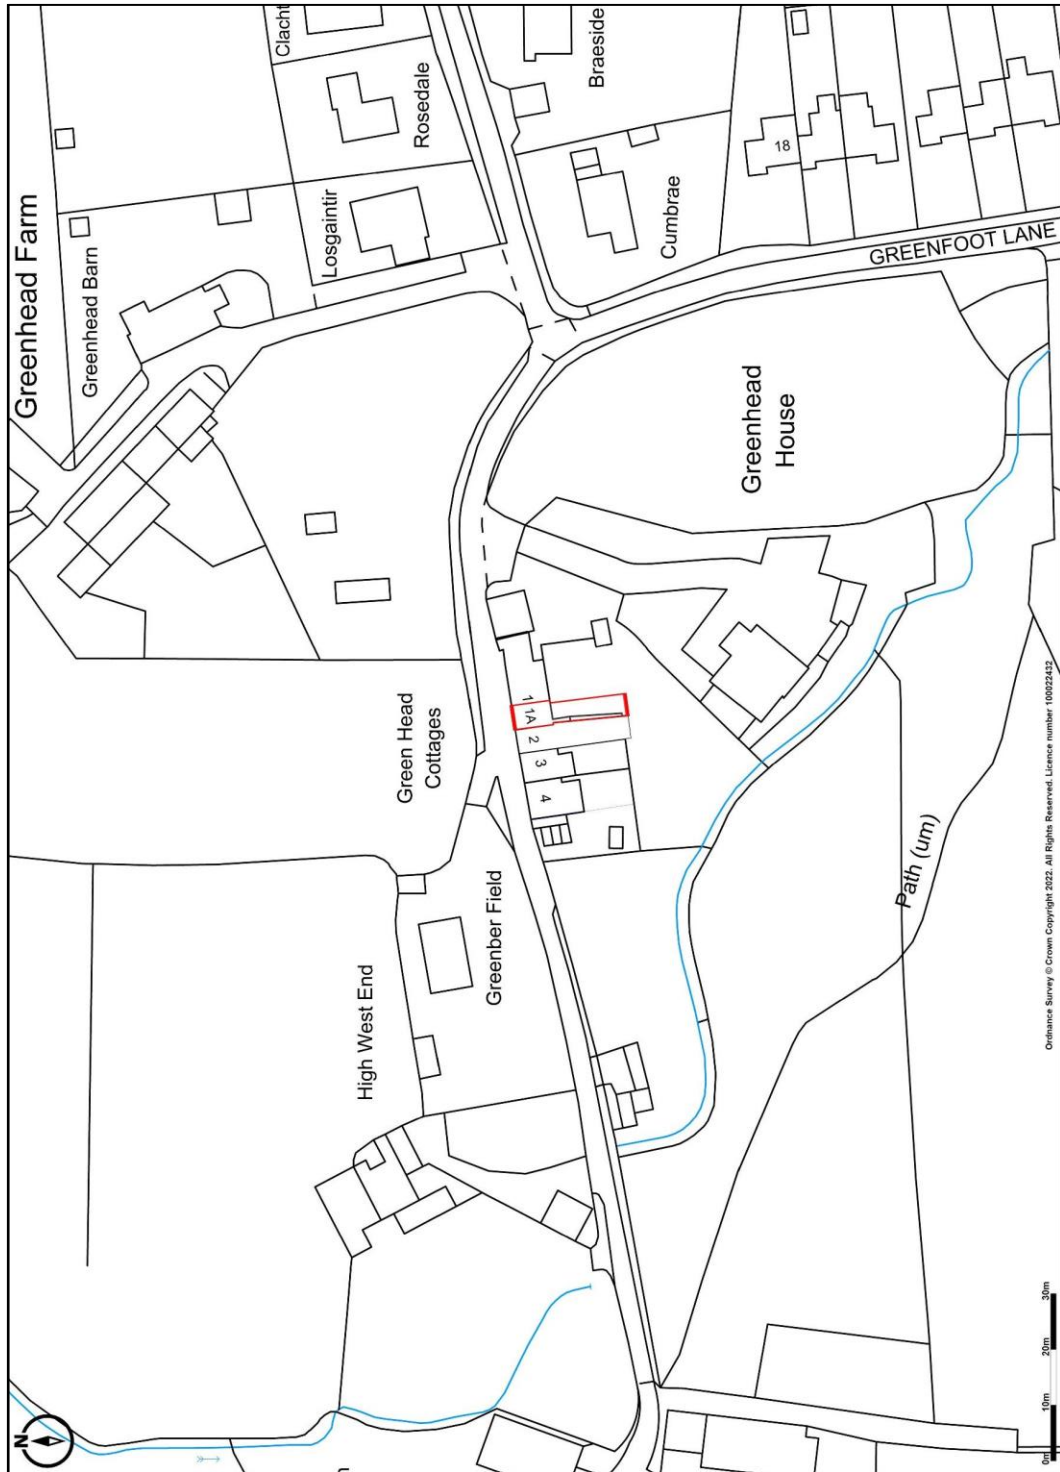 Greenhead Farm
Greenhead Barn
Clacht
Rosedale
Losgaintir
Braeside
Cumbrae
18
GREENFOOT LANE
Greenhead
House
Green Head
Cottages
1
1A
2
3
4
Greenber Field
High West End
Path (um)
N
0m
10m
20m
30m
Ordnance Survey © Crown Copyright 2022. All Rights Reserved. Licence number 100022432